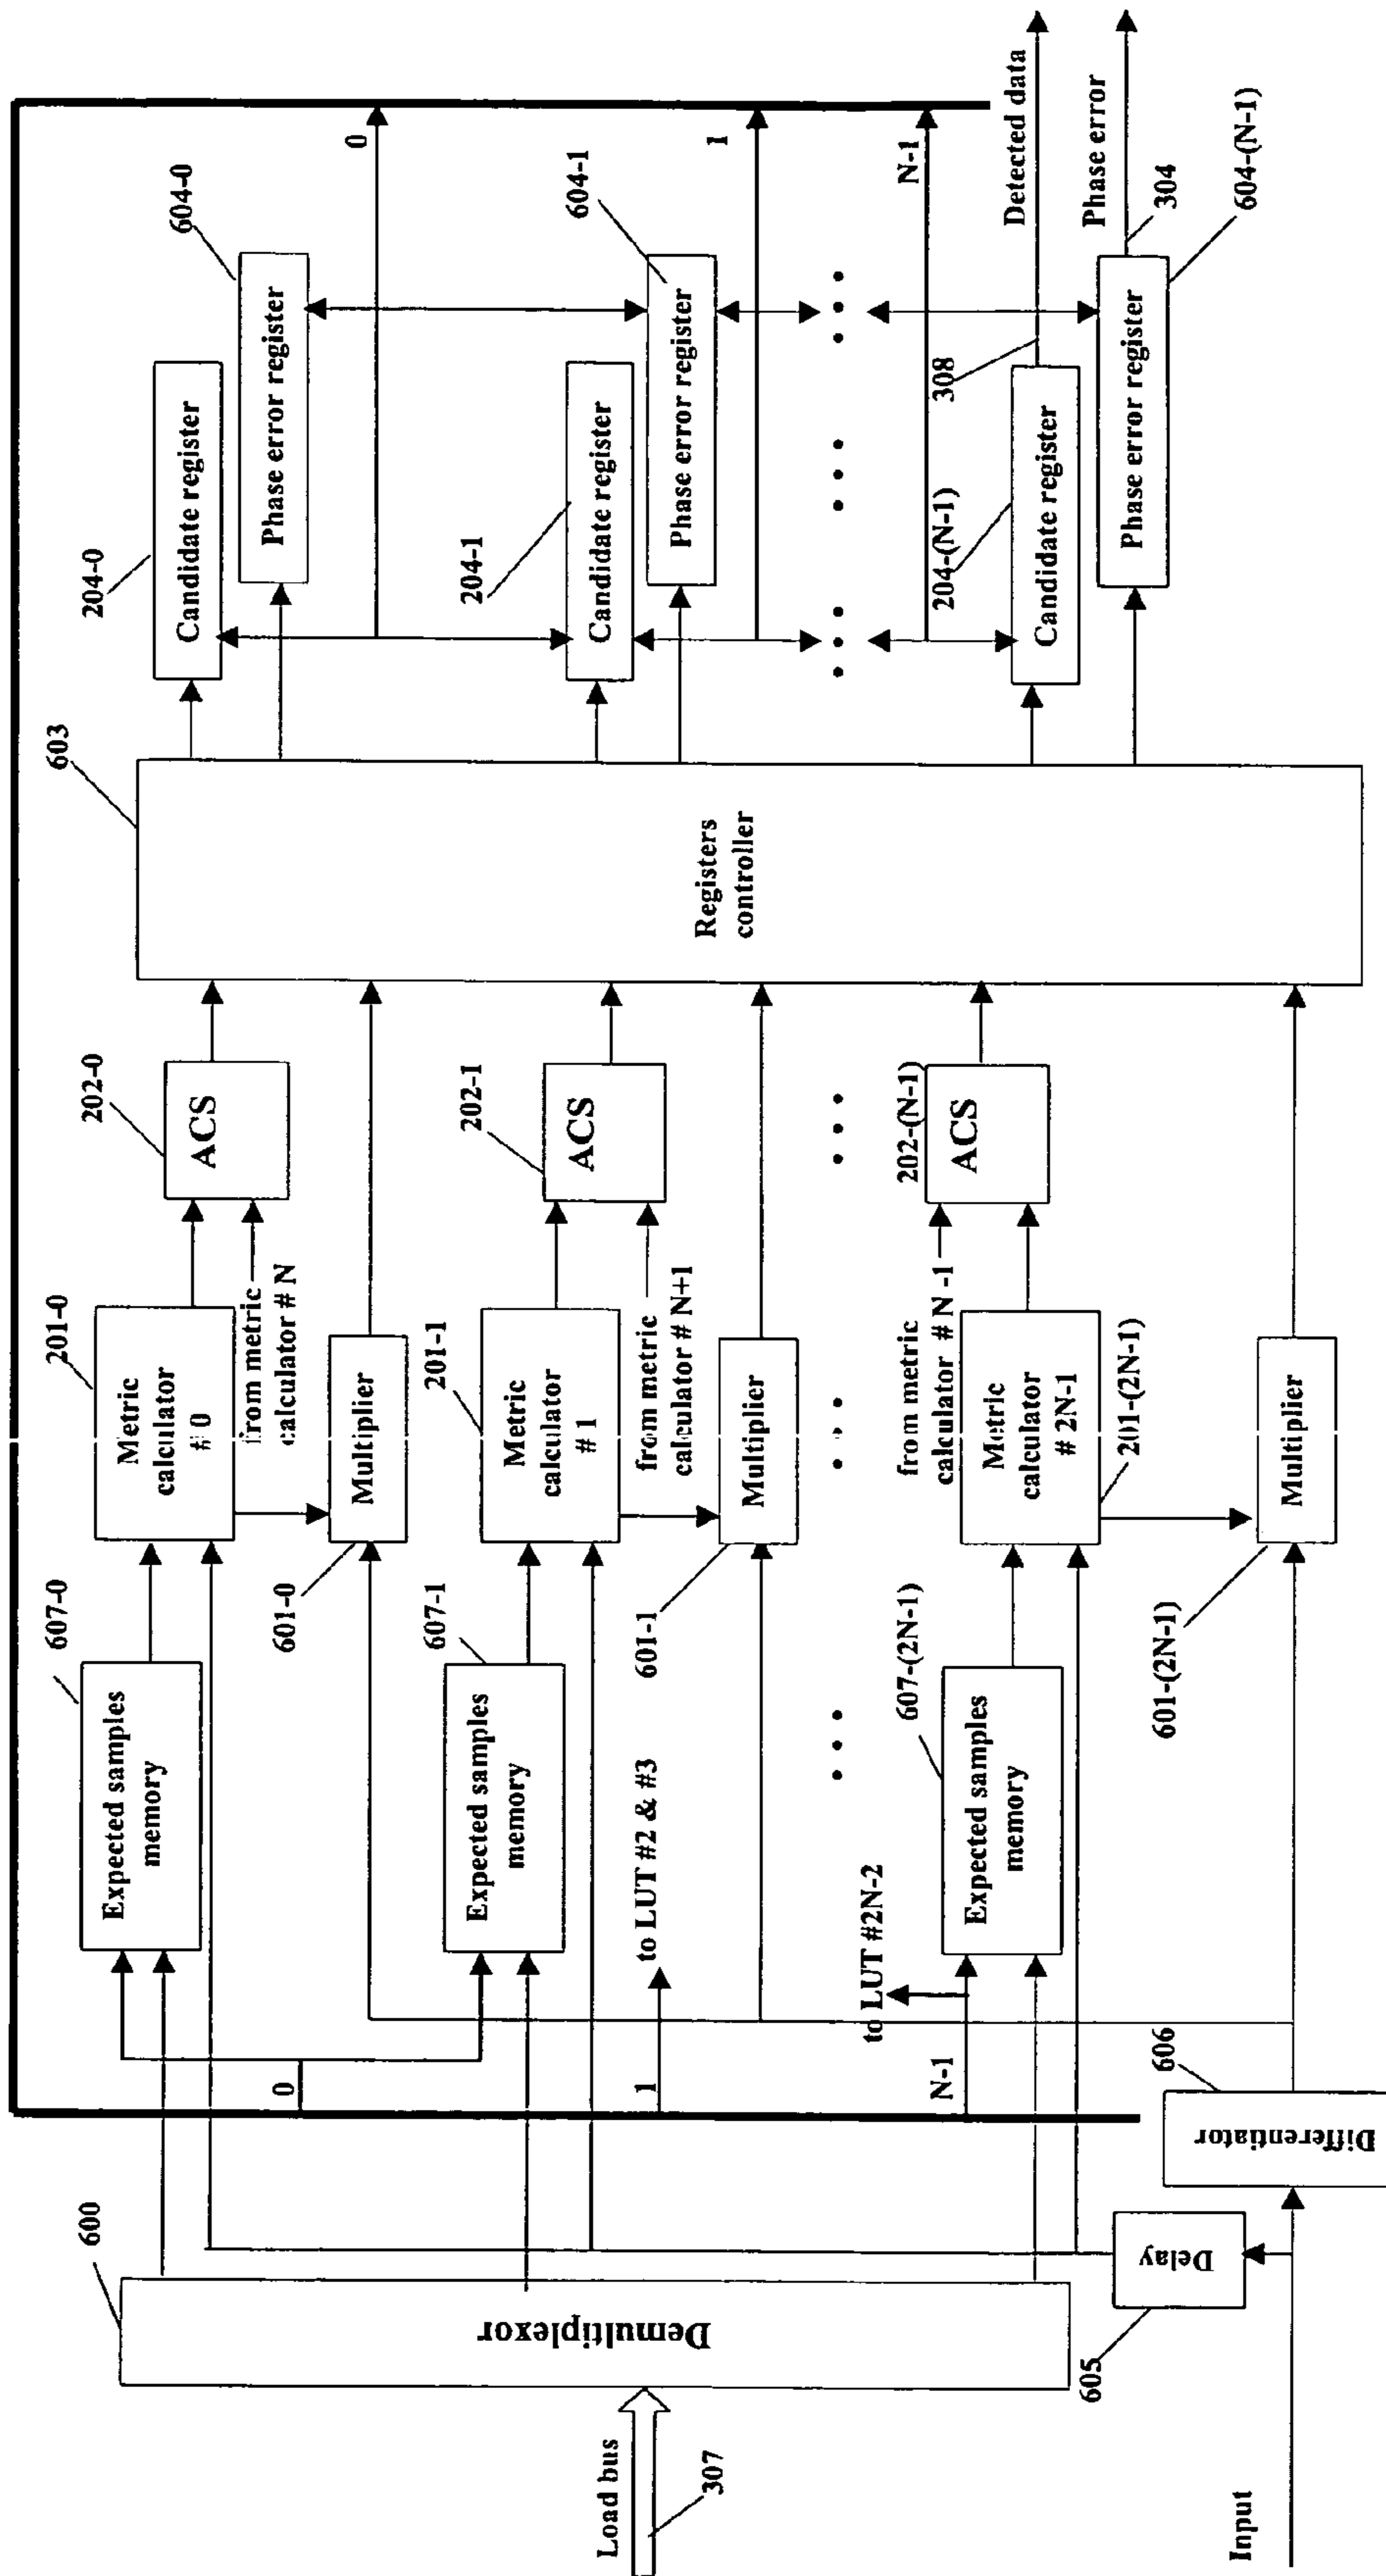 Load bus
307
Input
600
Demultiplexor
605
Delay
606
Differentiator
0
1
N-1
to LUT #2 & #3
to LUT #2N-2
607-0
Expected samples
memory
607-1
Expected samples
memory
607-(2N-1)
Expected samples
memory
201-0
Metric
calculator
# 0
from metric
calculator # N
601-0
Multiplier
201-1
Metric
calculator
# 1
from metric
calculator # N+1
601-1
Multiplier
from metric
calculator # N -1
Metric
calculator
# 2N-1
201-(2N-1)
601-(2N-1)
Multiplier
202-0
ACS
202-1
ACS
202-(N-1)
ACS
603
Registers
controller
204-0
Candidate register
604-0
Phase error register
0
204-1
Candidate register
604-1
Phase error register
1
204-(N-1)
Candidate register
N-1
308
Detected data
Phase error
304
Phase error register
604-(N-1)